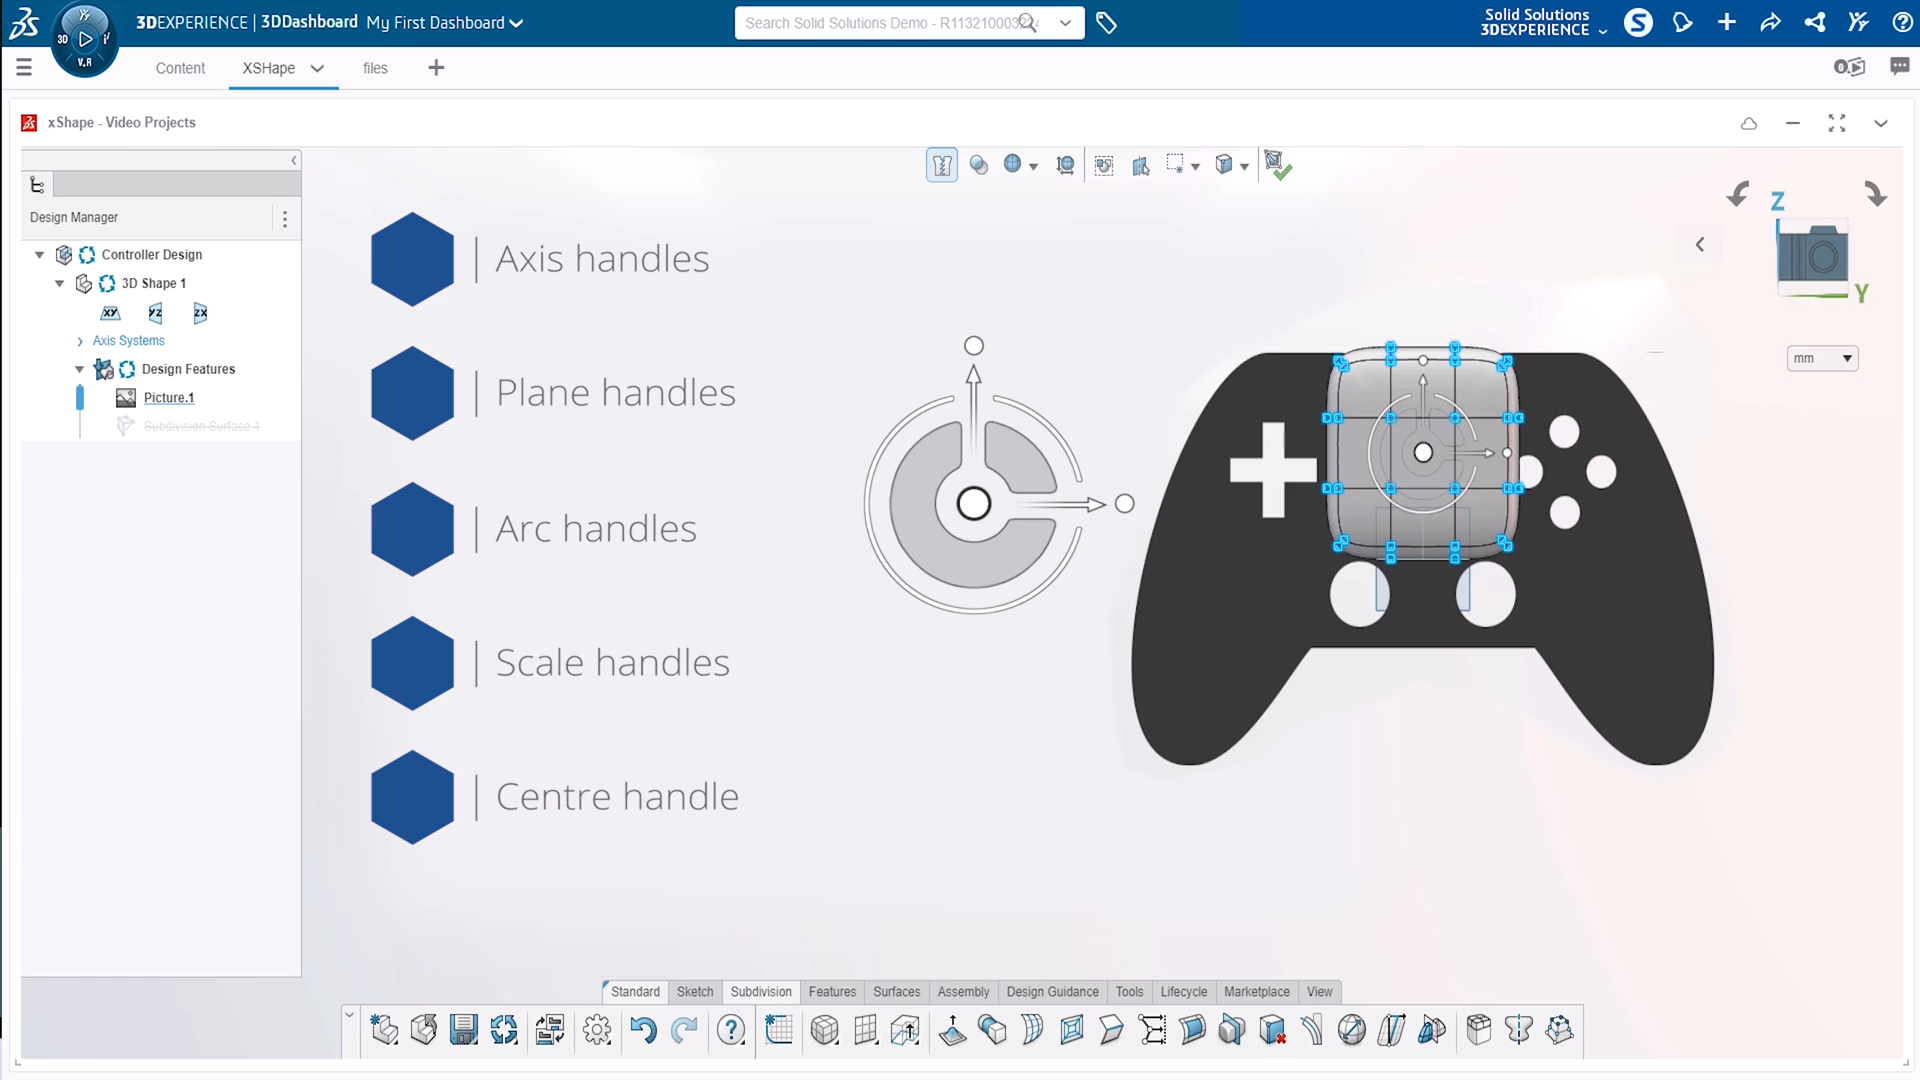 3DEXPERIENCE | 3DDashboard My First Dashboard
Search Solid Solutions Demo - R1132100032
Solid Solutions
3DEXPERIENCE
3D
V.R
Content
XSHape
files
xShape - Video Projects
Design Manager
Controller Design
3D Shape 1
XY
YZ
ZX
Axis Systems
Design Features
Picture.1
Subdivision Surface 1
Axis handles
Plane handles
Arc handles
Scale handles
Centre handle
Z
Y
mm
Standard
Sketch
Subdivision
Features
Surfaces
Assembly
Design Guidance
Tools
Lifecycle
Marketplace
View